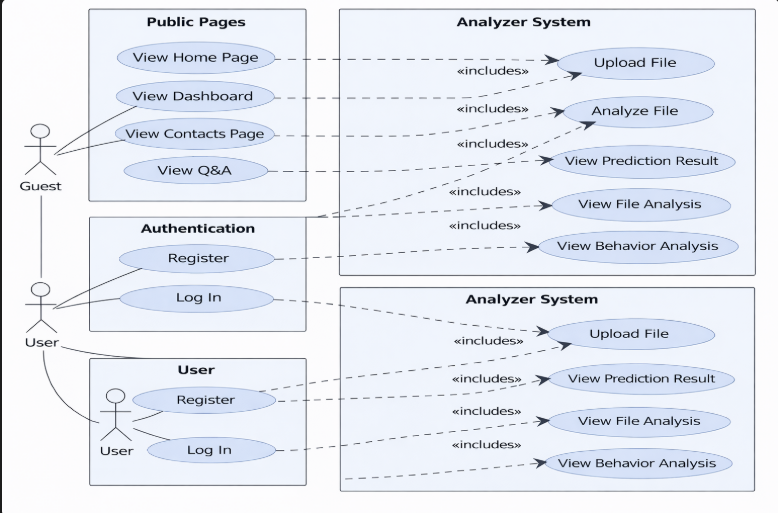 Public Pages
View Home Page
View Dashboard
View Contacts Page
View Q&A
Guest
Authentication
Register
Log In
User
User
Register
Log In
User
Analyzer System
Upload File
«includes»
Analyze File
«includes»
«includes»
View Prediction Result
«includes»
View File Analysis
«includes»
View Behavior Analysis
Analyzer System
Upload File
«includes»
View Prediction Result
«includes»
«includes»
View File Analysis
«includes»
View Behavior Analysis